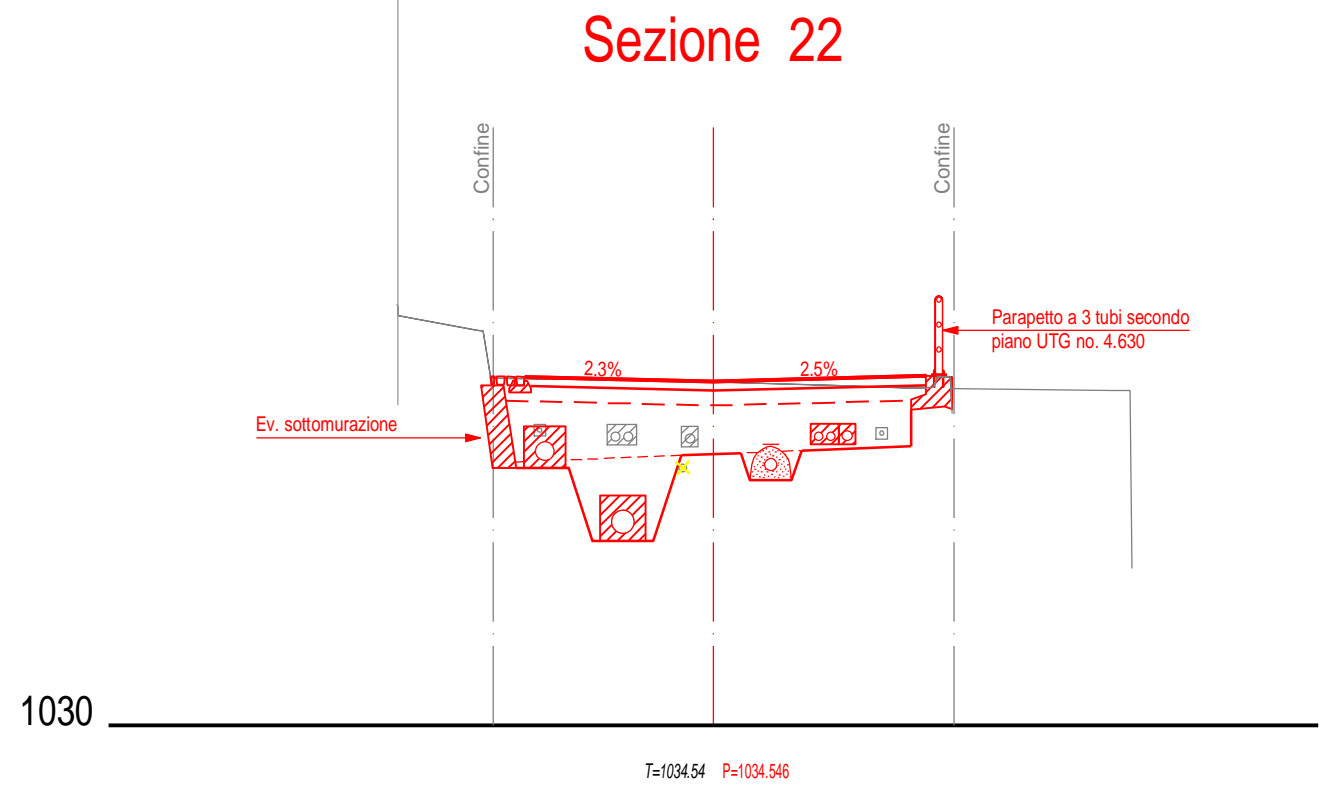 Sezione 22
Confine
Confine
Parapetto a 3 tubi secondo
piano UTG no. 4.630
2.3%
2.5%
Ev. sottomurazione
1030
T=1034.54 P=1034.546